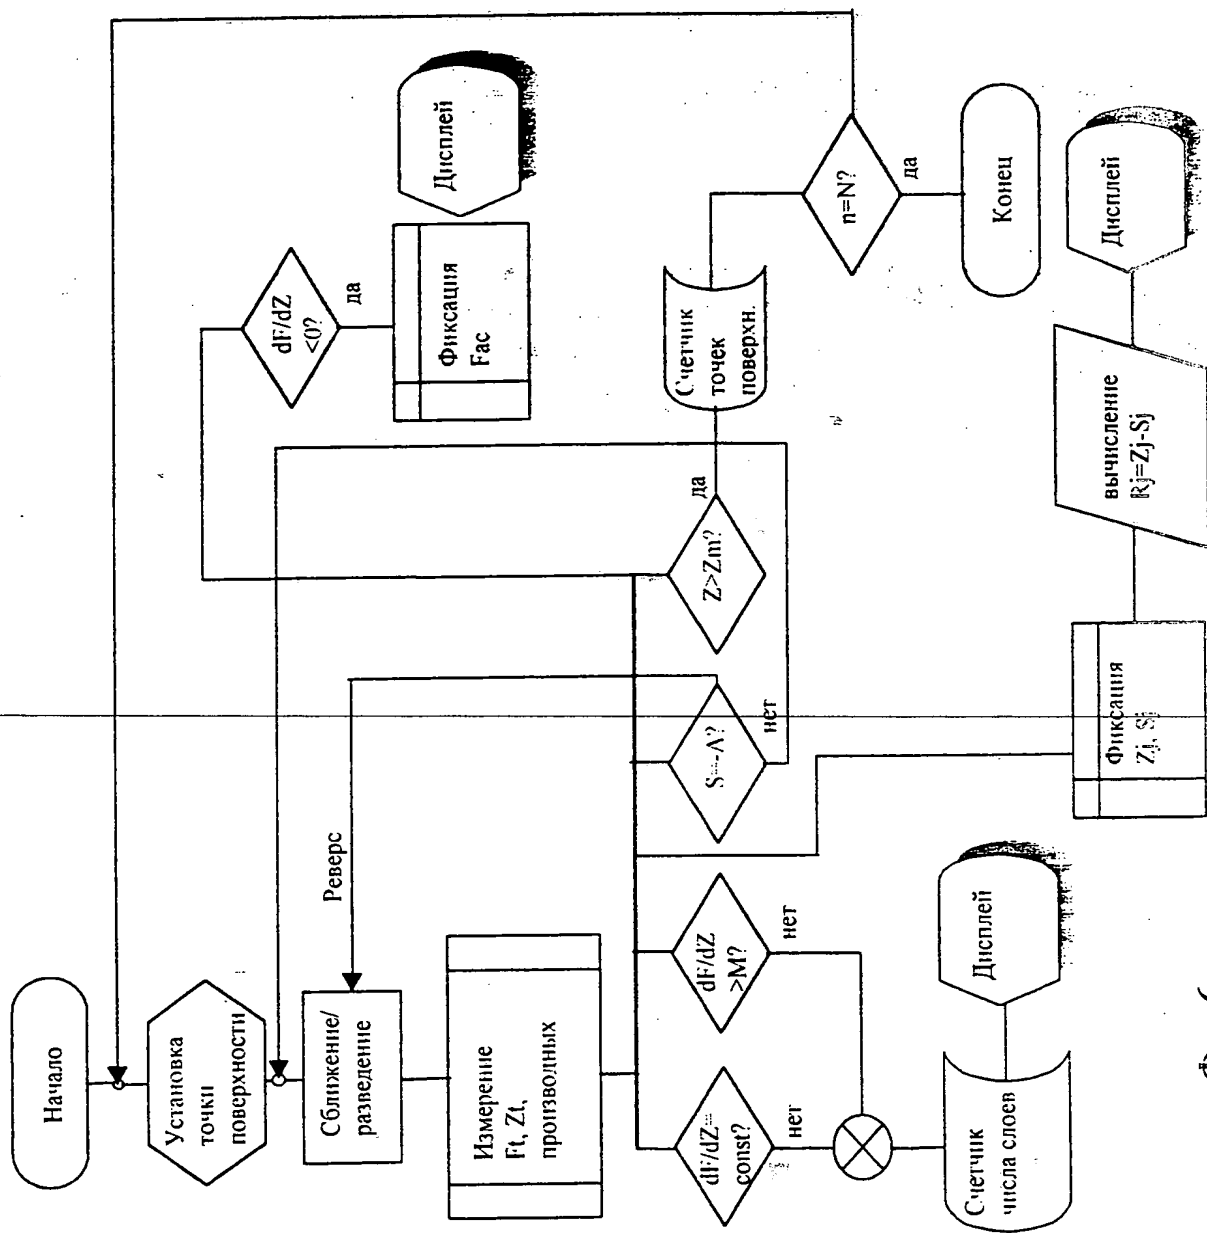 Начало
Установка
точки
поверхности
Сближение/
разведение
Реверс
Измерение
Ft, Zt,
производных
dF/dZ=
const?
нет
dF/dZ
>M?
нет
S=-A?
нет
Z>Zm?
да
dF/dZ
<0?
да
Фиксация
Fac
Дисплей
Счетчик
точек
поверхн.
n=N?
да
Конец
Счетчик
числа слоев
Дисплей
Фиксация
Zj, Sj
вычисление
Rj=Zj-Sj
Дисплей